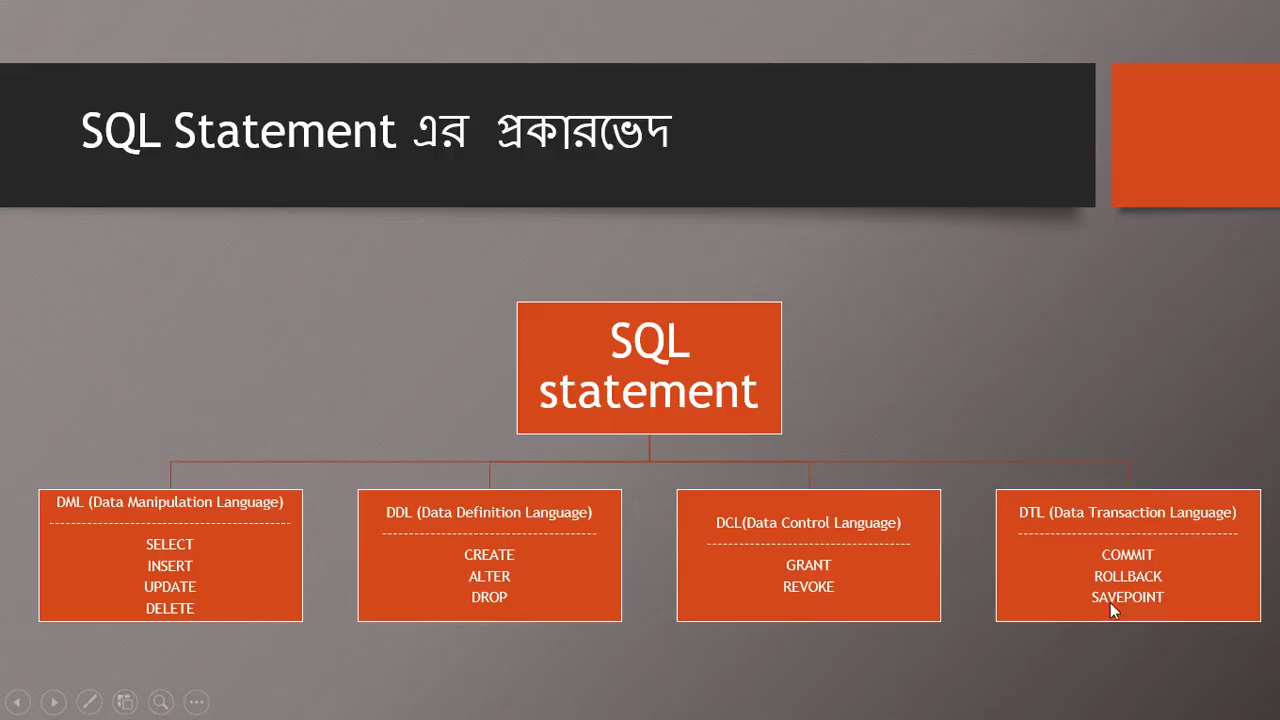 SQL Statement এর প্রকারভেদ
SQL
statement
DML (Data Manipulation Language)
SELECT
INSERT
UPDATE
DELETE
DDL (Data Definition Language)
CREATE
ALTER
DROP
DCL(Data Control Language)
GRANT
REVOKE
DTL (Data Transaction Language)
COMMIT
ROLLBACK
SAVEPOINT